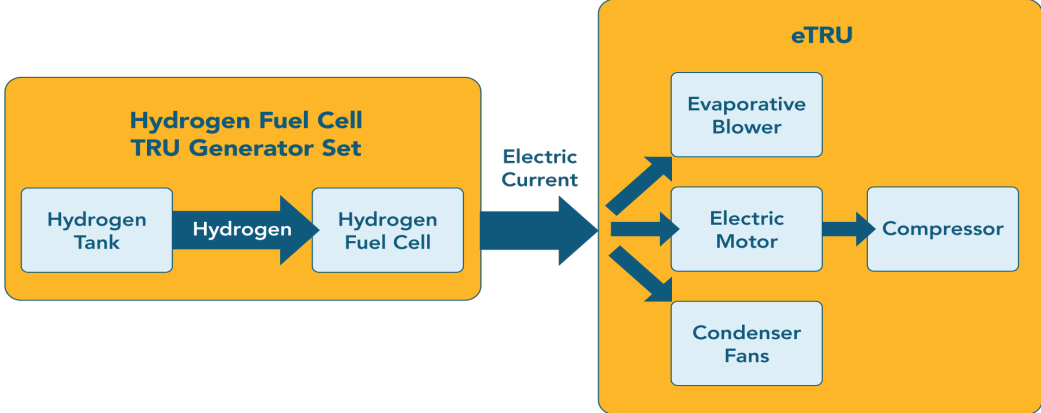 Hydrogen Fuel Cell
TRU Generator Set
Hydrogen
Tank
Hydrogen
Hydrogen
Fuel Cell
Electric
Current
eTRU
Evaporative
Blower
Electric
Motor
Compressor
Condenser
Fans